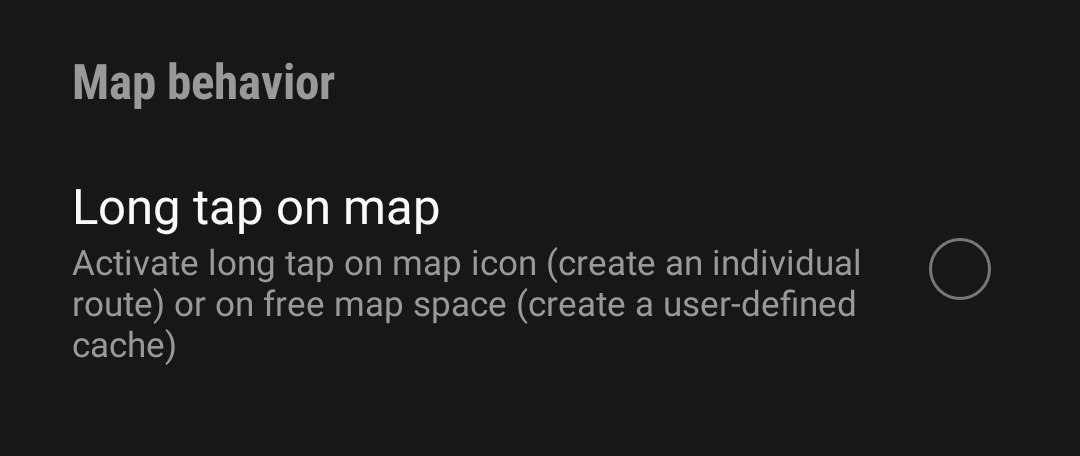 Map behavior
Long tap on map
Activate long tap on map icon (create an individual
route) or on free map space (create a user-defined
cache)